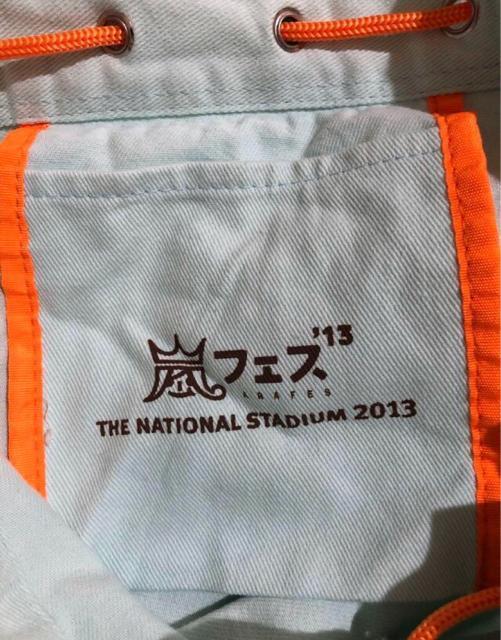 嵐フェス'13
ARAFES
THE NATIONAL STADIUM 2013